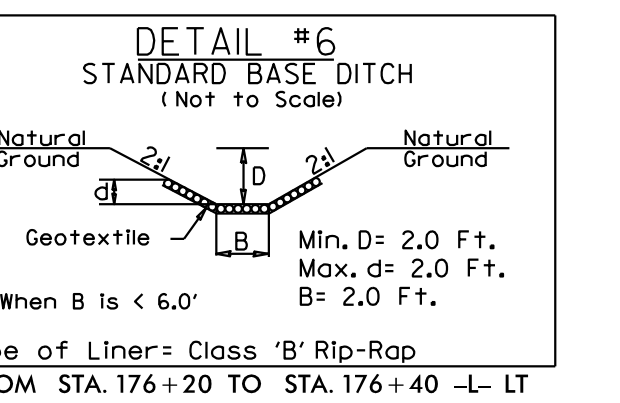 DETAIL #6
STANDARD BASE DITCH
(Not to Scale)
Natural
Ground
2:1
2:1
Natural
Ground
D
d
Geotextile
B
Min. D= 2.0 Ft.
Max. d= 2.0 Ft.
B= 2.0 Ft.
When B is < 6.0'
of Liner= Class 'B' Rip-Rap
STA. 176+20 TO STA. 176+40 -L- LT